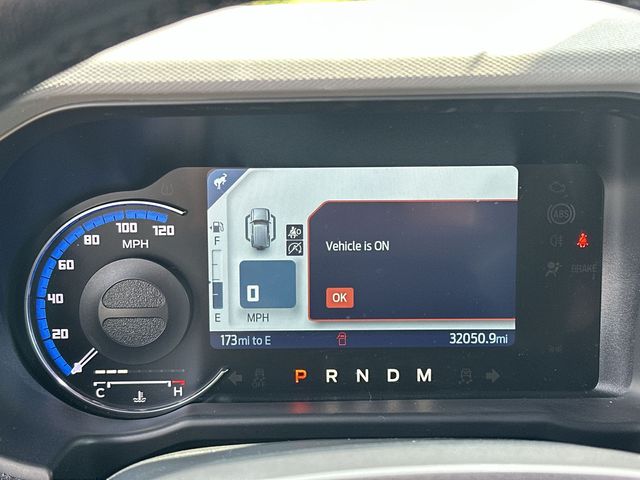 120
100
MPH
80
60
40
20
C
H
F
E
0
MPH
Vehicle is ON
OK
173mi to E
32050.9mi
P R N D M
OFF
ABS
BRAKE